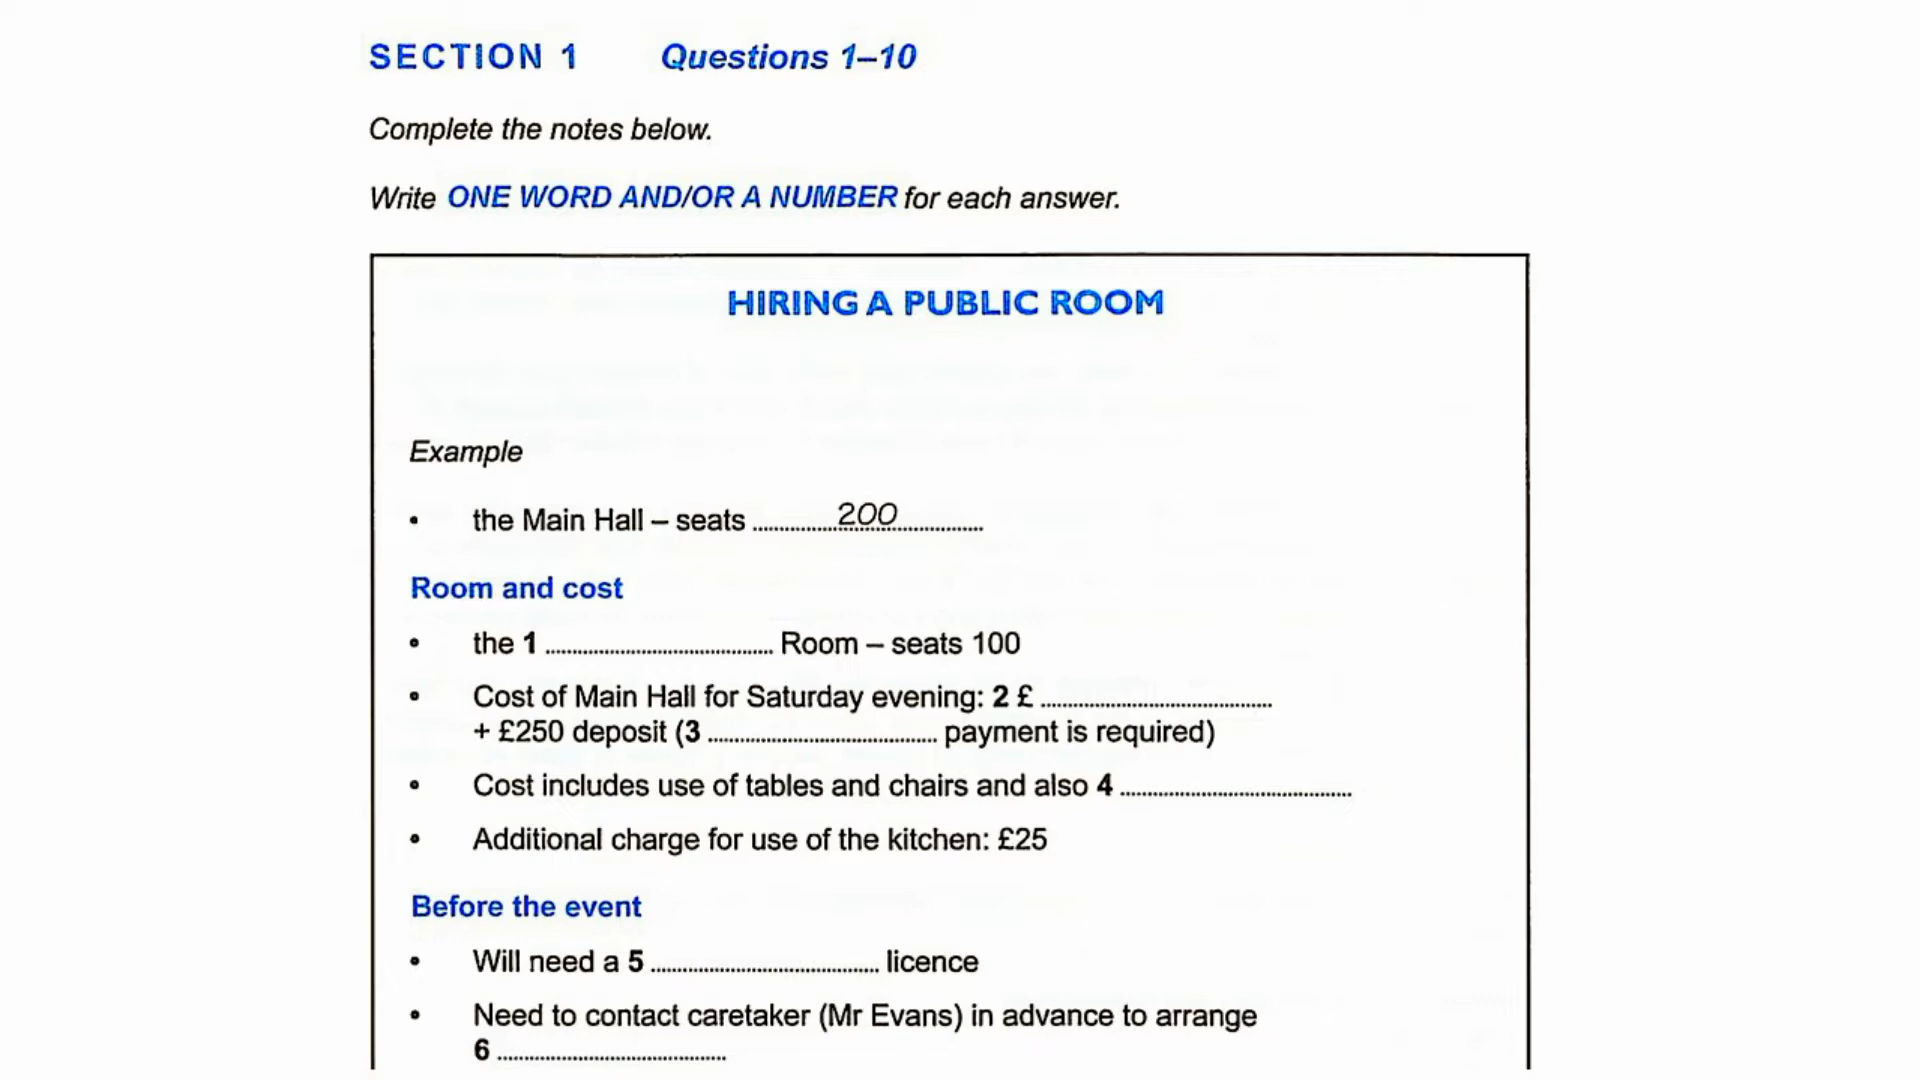 SECTION 1 Questions 1–10
Complete the notes below.
Write ONE WORD AND/OR A NUMBER for each answer.
HIRING A PUBLIC ROOM
Example
• the Main Hall – seats 200
Room and cost
• the 1 ........................ Room – seats 100
• Cost of Main Hall for Saturday evening: 2 £ ........................
+ £250 deposit (3 ........................ payment is required)
• Cost includes use of tables and chairs and also 4 ........................
• Additional charge for use of the kitchen: £25
Before the event
• Will need a 5 ........................ licence
• Need to contact caretaker (Mr Evans) in advance to arrange
6 ........................